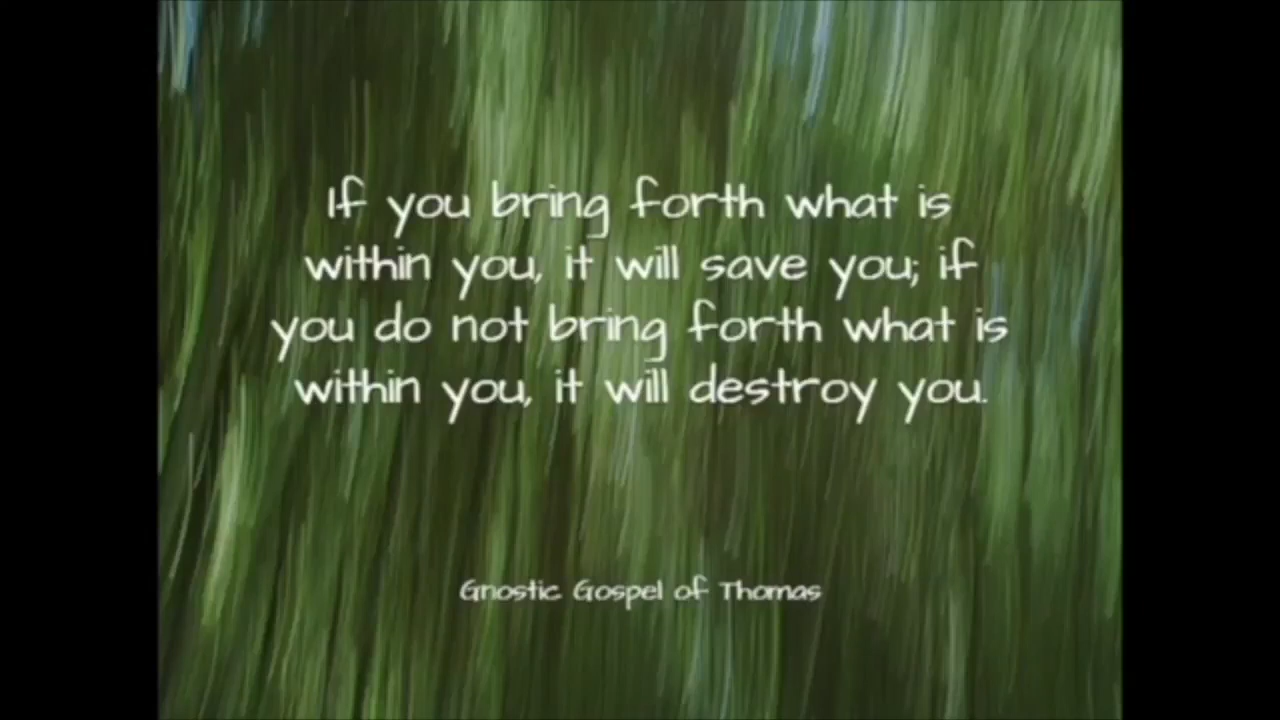 If you bring forth what is
within you, it will save you; if
you do not bring forth what is
within you, it will destroy you.
Gnostic Gospel of Thomas